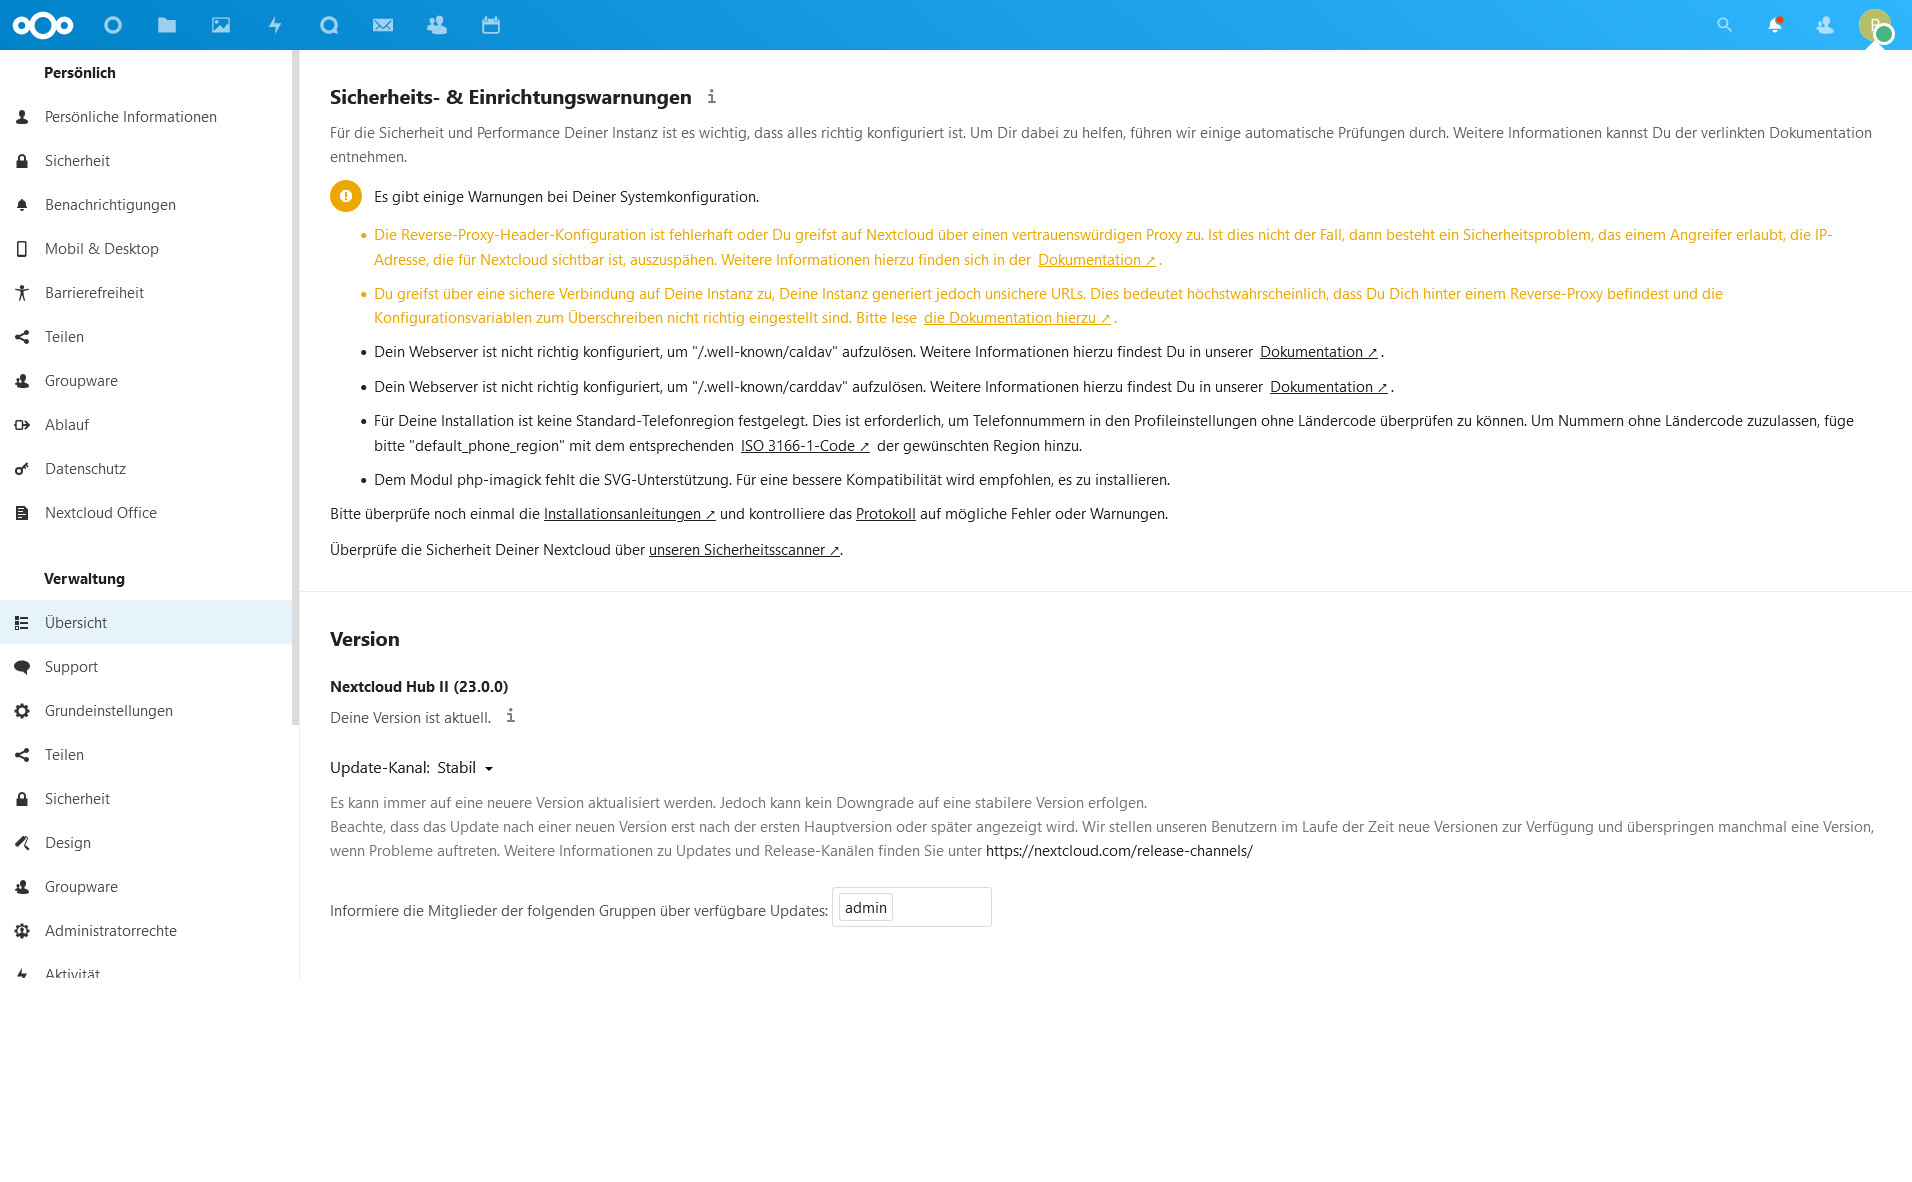 Persönlich
Persönliche Informationen
Sicherheit
Benachrichtigungen
Mobil & Desktop
Barrierefreiheit
Teilen
Groupware
Ablauf
Datenschutz
Nextcloud Office
Verwaltung
Übersicht
Support
Grundeinstellungen
Teilen
Sicherheit
Design
Groupware
Administratorrechte
Aktivität
Sicherheits- & Einrichtungswarnungen
Für die Sicherheit und Performance Deiner Instanz ist es wichtig, dass alles richtig konfiguriert ist. Um Dir dabei zu helfen, führen wir einige automatische Prüfungen durch. Weitere Informationen kannst Du der verlinkten Dokumentation
entnehmen.
Es gibt einige Warnungen bei Deiner Systemkonfiguration.
• Die Reverse-Proxy-Header-Konfiguration ist fehlerhaft oder Du greifst auf Nextcloud über einen vertrauenswürdigen Proxy zu. Ist dies nicht der Fall, dann besteht ein Sicherheitsproblem, das einem Angreifer erlaubt, die IP-
Adresse, die für Nextcloud sichtbar ist, auszuspähen. Weitere Informationen hierzu finden sich in der Dokumentation ↗.
• Du greifst über eine sichere Verbindung auf Deine Instanz zu, Deine Instanz generiert jedoch unsichere URLs. Dies bedeutet höchstwahrscheinlich, dass Du Dich hinter einem Reverse-Proxy befindest und die
Konfigurationsvariablen zum Überschreiben nicht richtig eingestellt sind. Bitte lese die Dokumentation hierzu ↗.
• Dein Webserver ist nicht richtig konfiguriert, um "/.well-known/caldav" aufzulösen. Weitere Informationen hierzu findest Du in unserer Dokumentation ↗.
• Dein Webserver ist nicht richtig konfiguriert, um "/.well-known/carddav" aufzulösen. Weitere Informationen hierzu findest Du in unserer Dokumentation ↗.
• Für Deine Installation ist keine Standard-Telefonregion festgelegt. Dies ist erforderlich, um Telefonnummern in den Profileinstellungen ohne Ländercode überprüfen zu können. Um Nummern ohne Ländercode zuzulassen, füge
bitte "default_phone_region" mit dem entsprechenden ISO 3166-1-Code ↗ der gewünschten Region hinzu.
• Dem Modul php-imagick fehlt die SVG-Unterstützung. Für eine bessere Kompatibilität wird empfohlen, es zu installieren.
Bitte überprüfe noch einmal die Installationsanleitungen ↗ und kontrolliere das Protokoll auf mögliche Fehler oder Warnungen.
Überprüfe die Sicherheit Deiner Nextcloud über unseren Sicherheitsscanner ↗.
Version
Nextcloud Hub II (23.0.0)
Deine Version ist aktuell.
Update-Kanal: Stabil
Es kann immer auf eine neuere Version aktualisiert werden. Jedoch kann kein Downgrade auf eine stabilere Version erfolgen.
Beachte, dass das Update nach einer neuen Version erst nach der ersten Hauptversion oder später angezeigt wird. Wir stellen unseren Benutzern im Laufe der Zeit neue Versionen zur Verfügung und überspringen manchmal eine Version,
wenn Probleme auftreten. Weitere Informationen zu Updates und Release-Kanälen finden Sie unter https://nextcloud.com/release-channels/
Informiere die Mitglieder der folgenden Gruppen über verfügbare Updates: admin